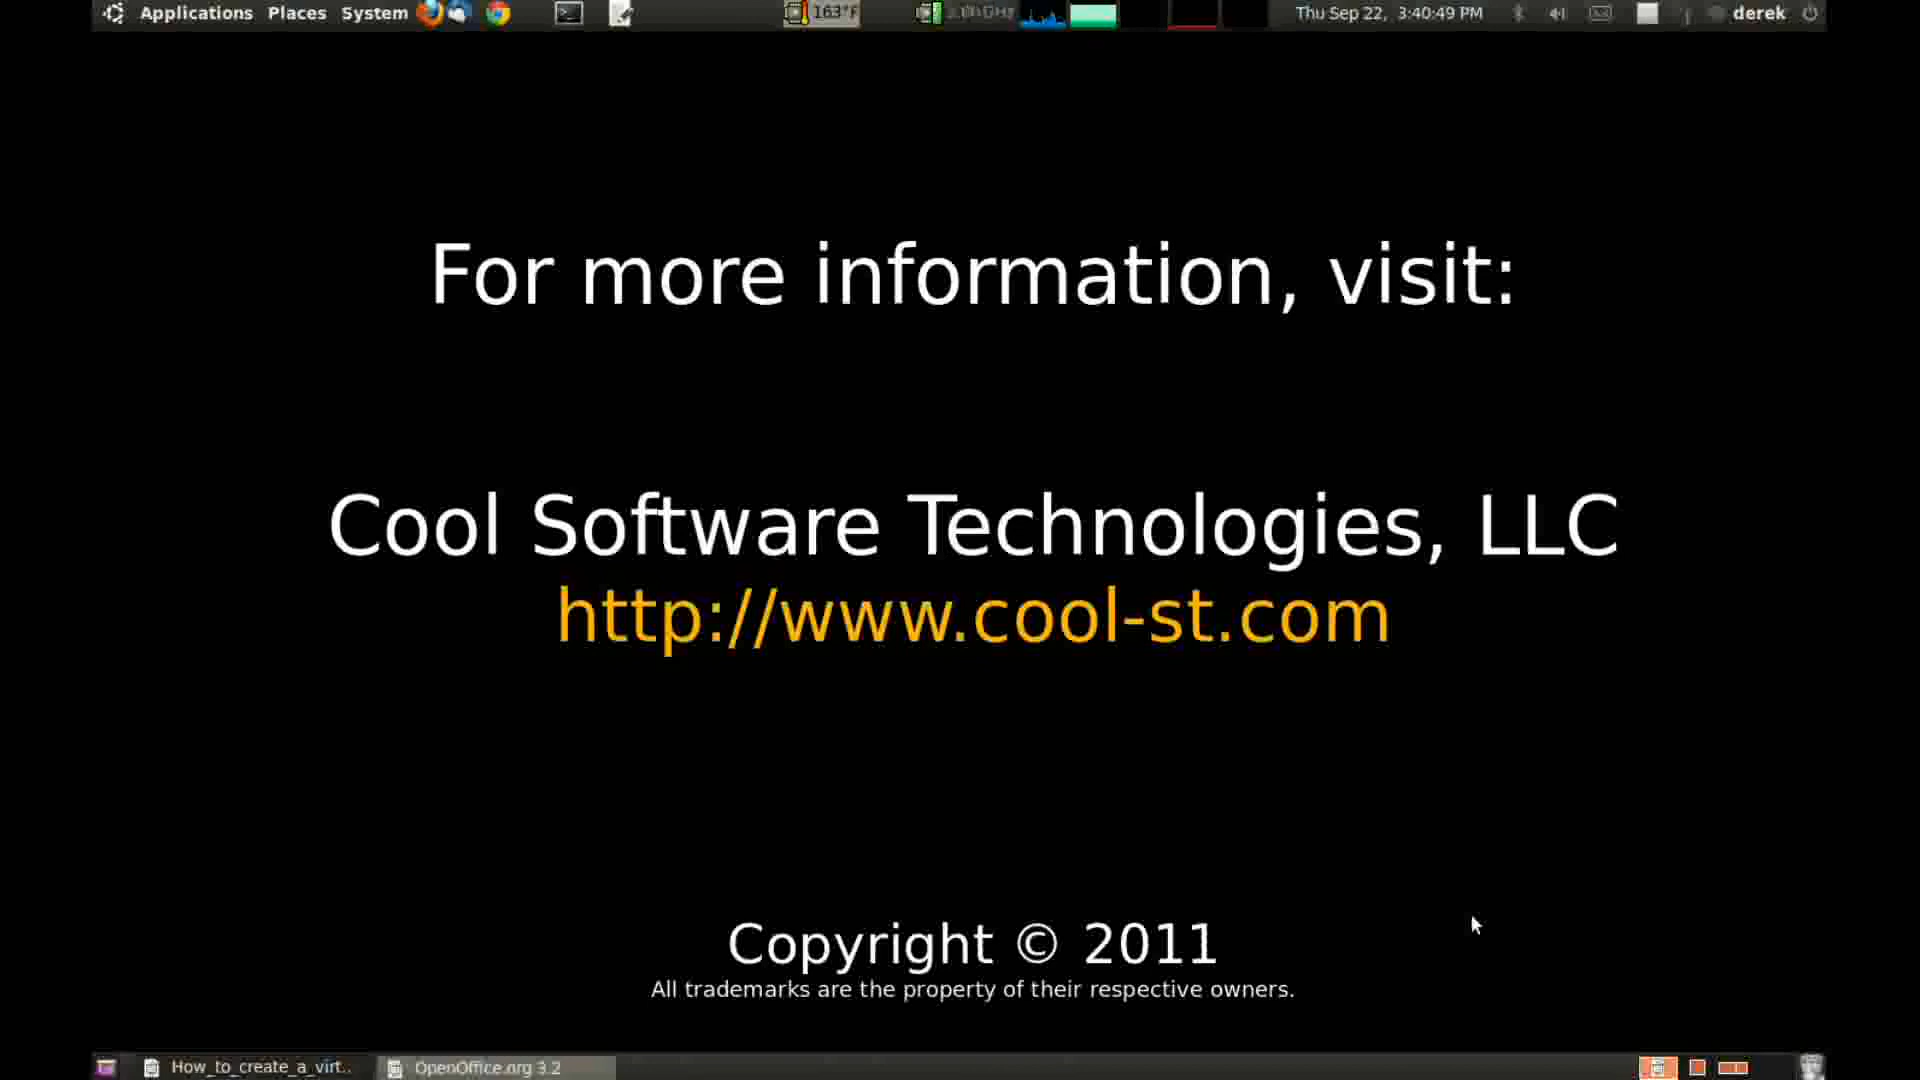 Applications Places System 163°F Thu Sep 22, 3:40:49 PM derek
For more information, visit:
Cool Software Technologies, LLC
http://www.cool-st.com
Copyright © 2011
All trademarks are the property of their respective owners.
How_to_create_a_virt.. OpenOffice.org 3.2